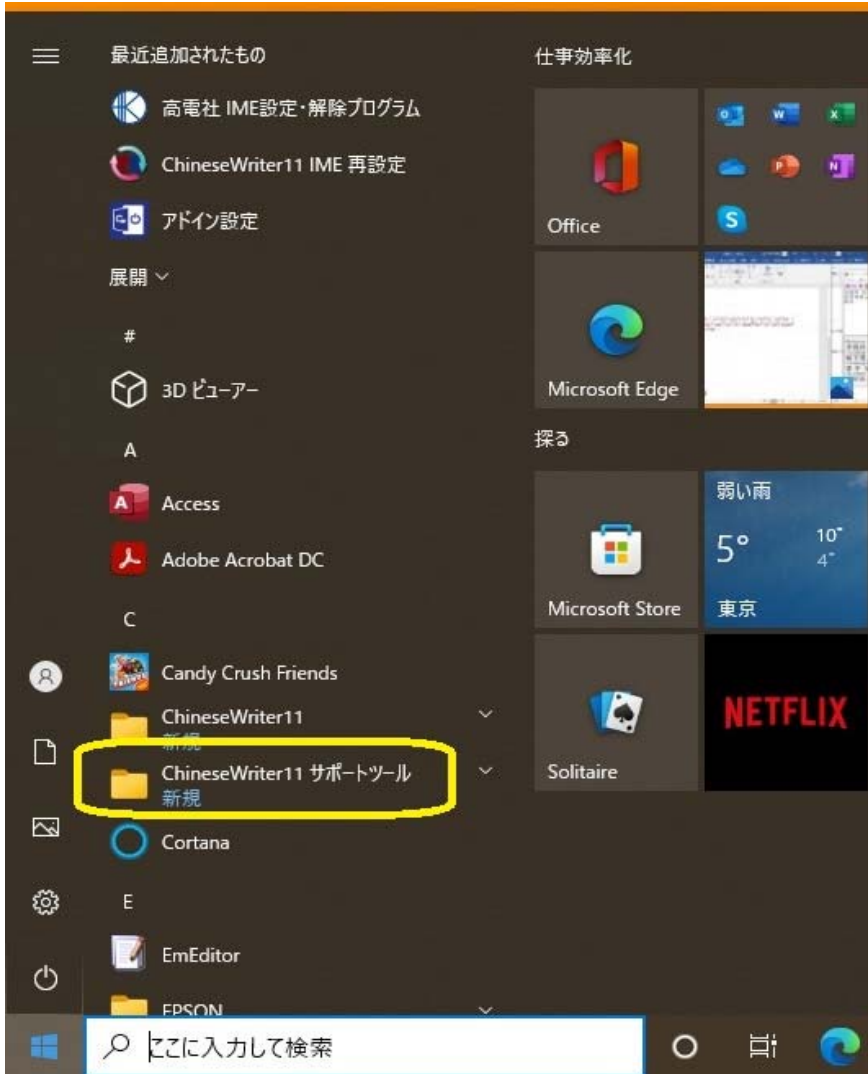 最近追加されたもの
高電社 IME設定・解除プログラム
ChineseWriter11 IME 再設定
アドイン設定
展開
#
3D ビューアー
A
Access
Adobe Acrobat DC
C
Candy Crush Friends
ChineseWriter11
新規
ChineseWriter11 サポートツール
新規
Cortana
E
EmEditor
EPSON
ここに入力して検索
仕事効率化
Office
Microsoft Edge
探る
Microsoft Store
弱い雨
5°
10°
4°
東京
Solitaire
NETFLIX